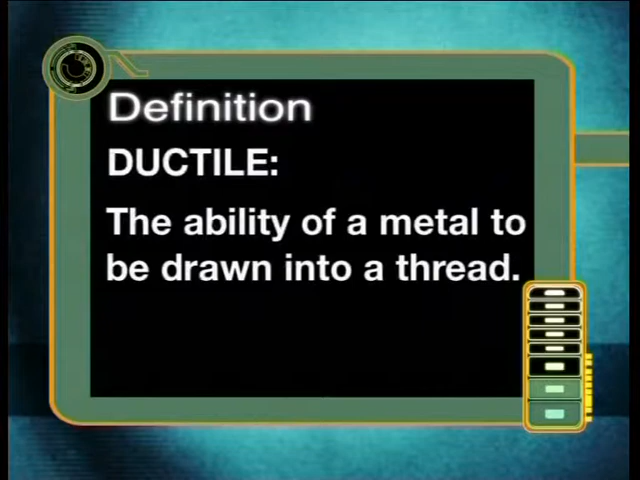 Definition
DUCTILE:
The ability of a metal to
be drawn into a thread.